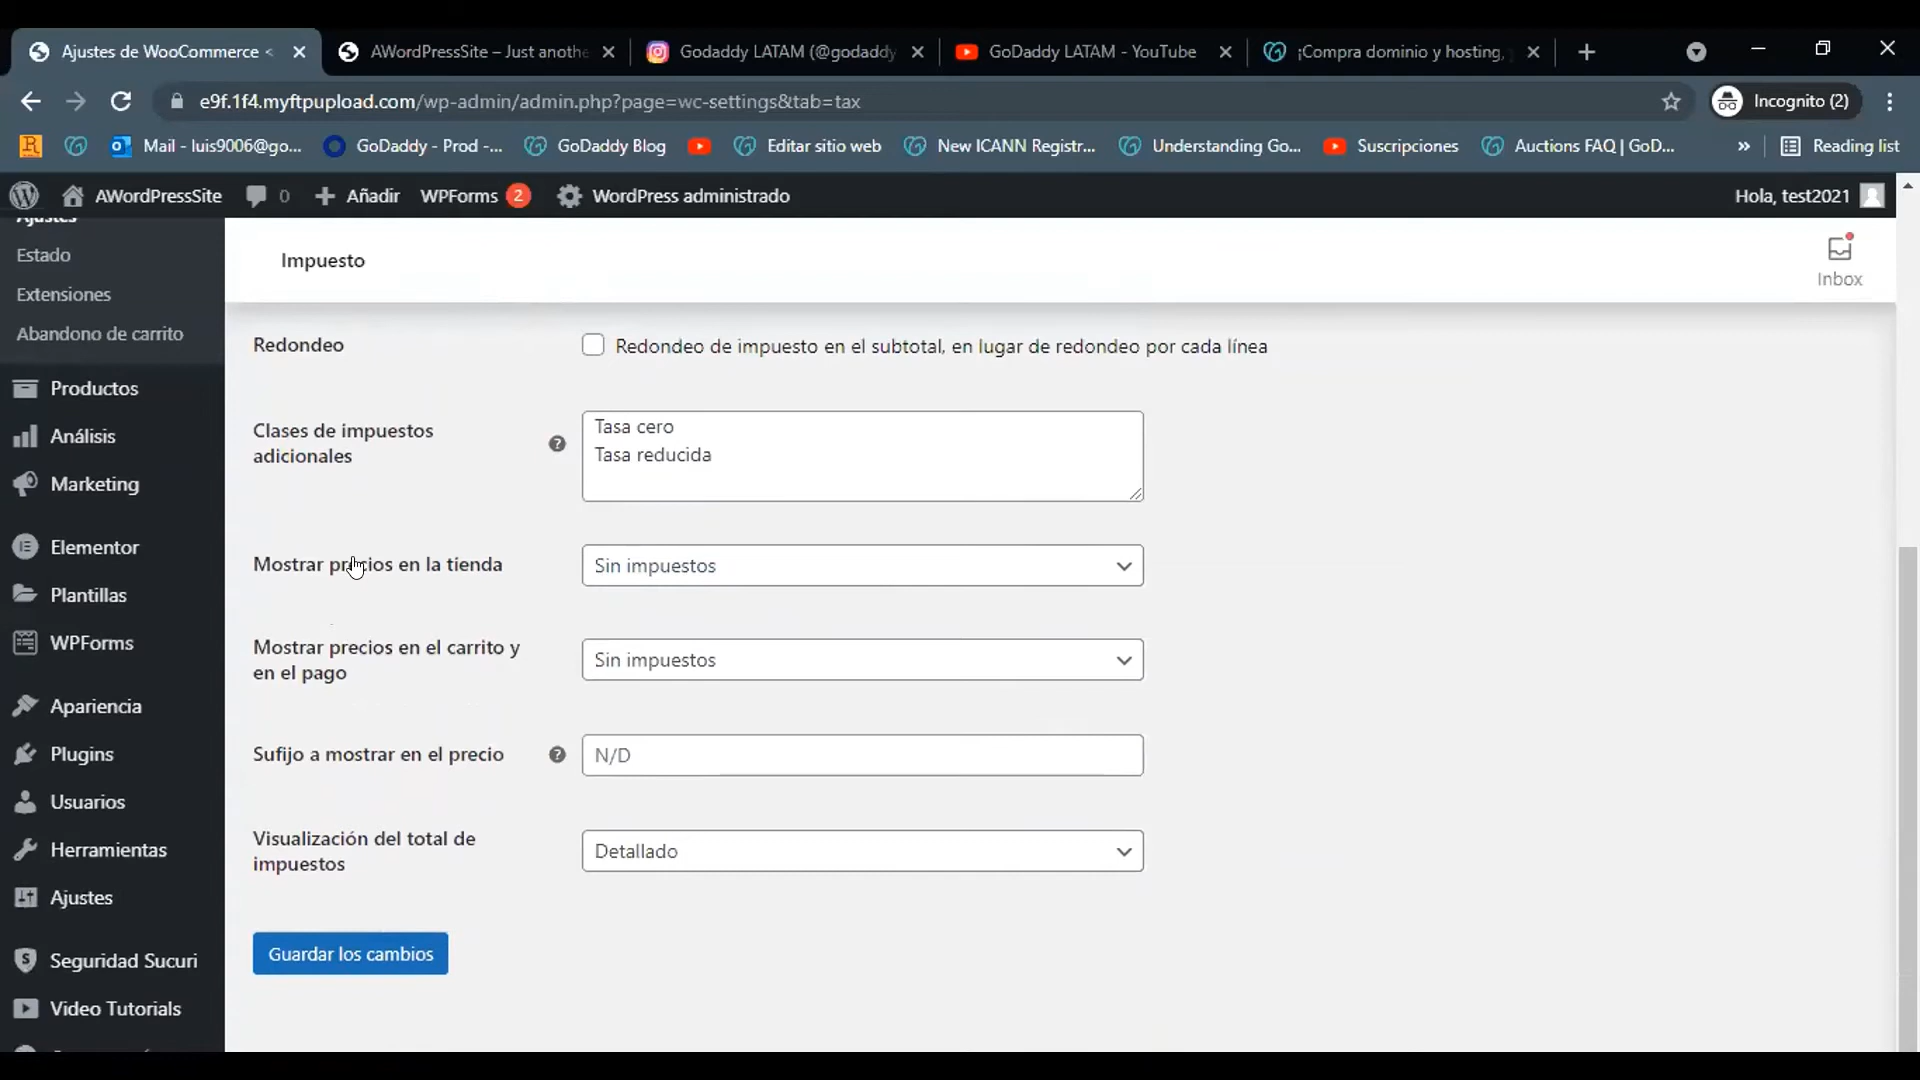 Ajustes de WooCommerce <
AWordPressSite – Just anothe
Godaddy LATAM (@godaddy
GoDaddy LATAM - YouTube
¡Compra dominio y hosting,
e9f.1f4.myftpupload.com/wp-admin/admin.php?page=wc-settings&tab=tax
Incognito (2)
Mail - luis9006@go...
GoDaddy - Prod -...
GoDaddy Blog
Editar sitio web
New ICANN Registr...
Understanding Go...
Suscripciones
Auctions FAQ | GoD...
»
Reading list
AWordPressSite
0
Añadir
WPForms 2
WordPress administrado
Hola, test2021
Ajustes
Estado
Extensiones
Abandono de carrito
Productos
Análisis
Marketing
Elementor
Plantillas
WPForms
Apariencia
Plugins
Usuarios
Herramientas
Ajustes
Seguridad Sucuri
Video Tutorials
Impuesto
Inbox
Redondeo
Redondeo de impuesto en el subtotal, en lugar de redondeo por cada línea
Clases de impuestos
adicionales
Tasa cero
Tasa reducida
Mostrar precios en la tienda
Sin impuestos
Mostrar precios en el carrito y
en el pago
Sin impuestos
Sufijo a mostrar en el precio
N/D
Visualización del total de
impuestos
Detallado
Guardar los cambios